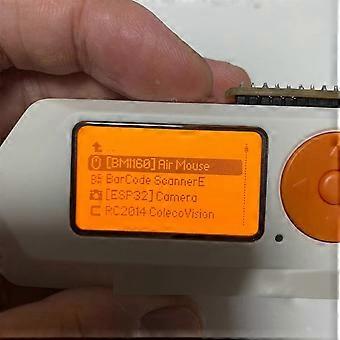 ..
[BMI160] Air Mouse
BarCode ScannerE
[ESP32] Camera
RC2014 ColecoVision